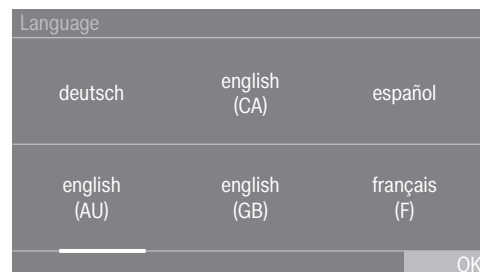 Language
deutsch
english
(CA)
español
english
(AU)
english
(GB)
français
(F)
OK